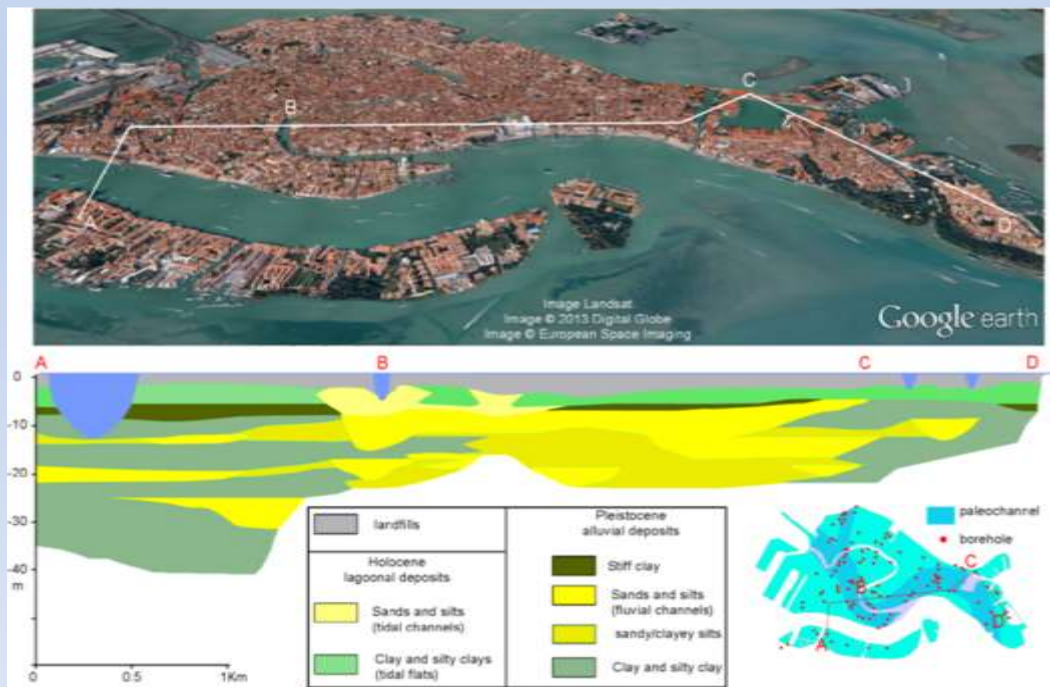 B
C
A
D
Image Landsat
Image © 2013 Digital Globe
Image © European Space Imaging
Google earth
A
B
C
D
0
-10
-20
-30
-40
m
0
0.5
1Km
landfills
Holocene
lagoonal deposits
Sands and silts
(tidal channels)
Clay and silty clays
(tidal flats)
Pleistocene
alluvial deposits
Stiff clay
Sands and silts
(fluvial channels)
sandy/clayey silts
Clay and silty clay
paleochannel
borehole
C
B
D
A